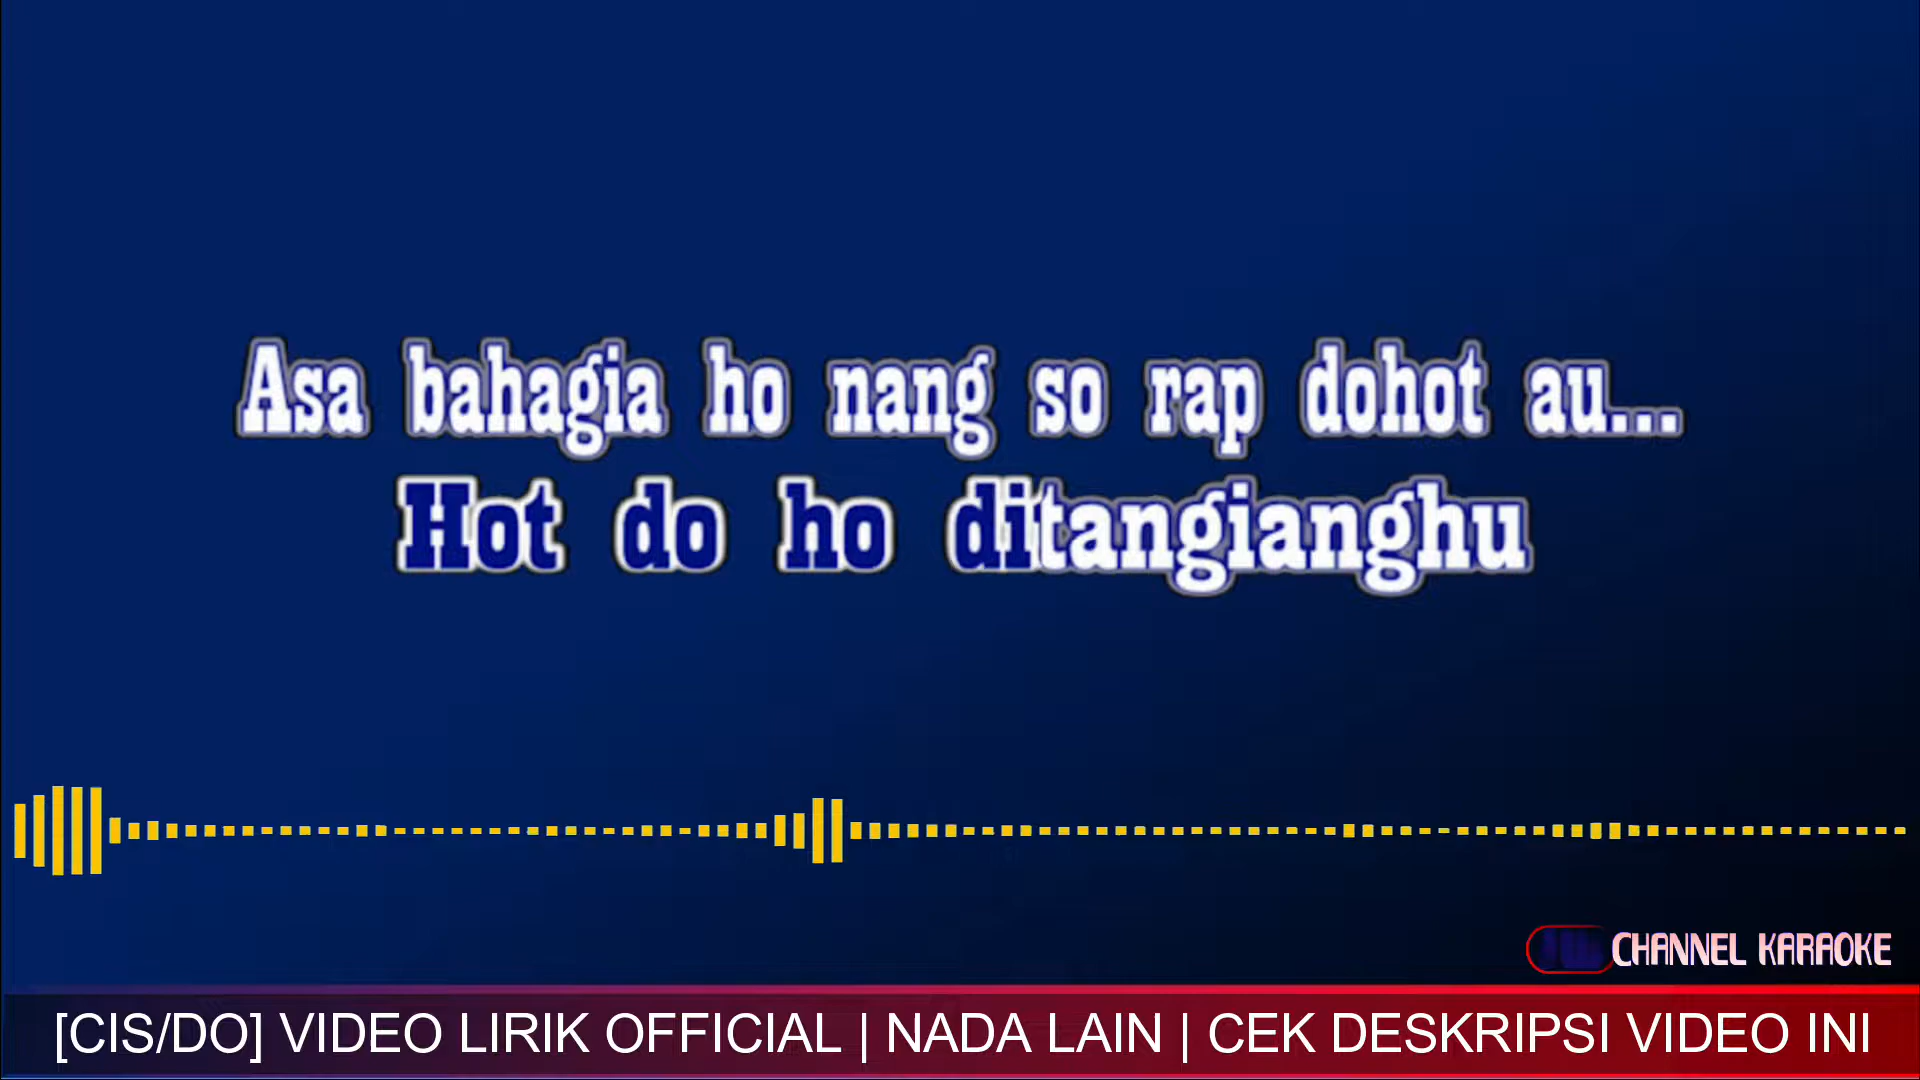 Asa bahagia ho nang so rap dohot au...
Hot do ho ditangianghu
CHANNEL KARAOKE
[CIS/DO] VIDEO LIRIK OFFICIAL | NADA LAIN | CEK DESKRIPSI VIDEO INI